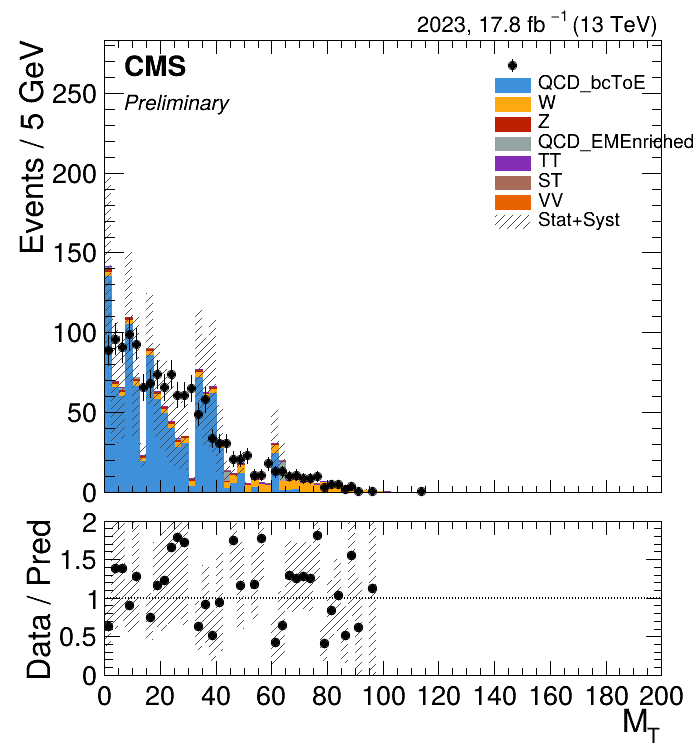 2023, 17.8 fb⁻¹ (13 TeV)
CMS
Preliminary
QCD_bcToE
W
Z
QCD_EMEnriched
TT
ST
VV
Stat+Syst
Events / 5 GeV
250
200
150
100
50
0
Data / Pred
2
1.5
1
0.5
0
0 20 40 60 80 100 120 140 160 180 200
M_T